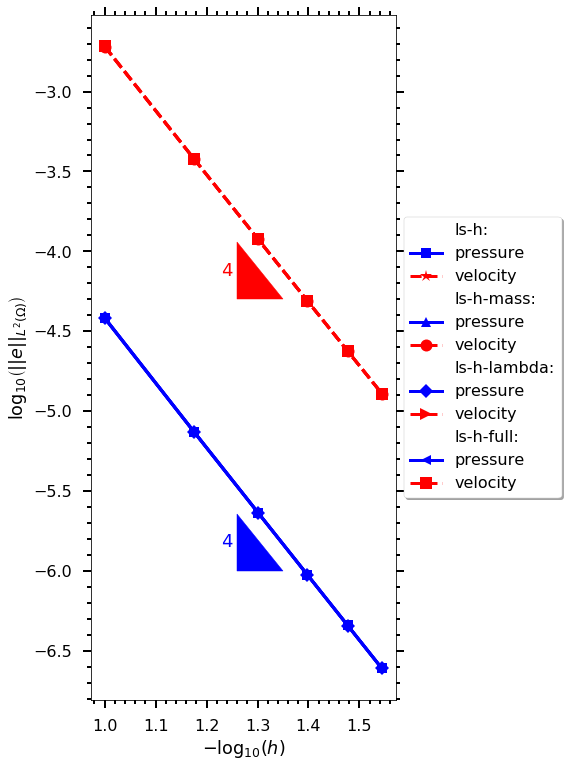 −3.0
−3.5
−4.0
−4.5
−5.0
−5.5
−6.0
−6.5
log₁₀(||e||_{L²(Ω)})
4
4
1.0 1.1 1.2 1.3 1.4 1.5
−log₁₀(h)
ls-h:
pressure
velocity
ls-h-mass:
pressure
velocity
ls-h-lambda:
pressure
velocity
ls-h-full:
pressure
velocity